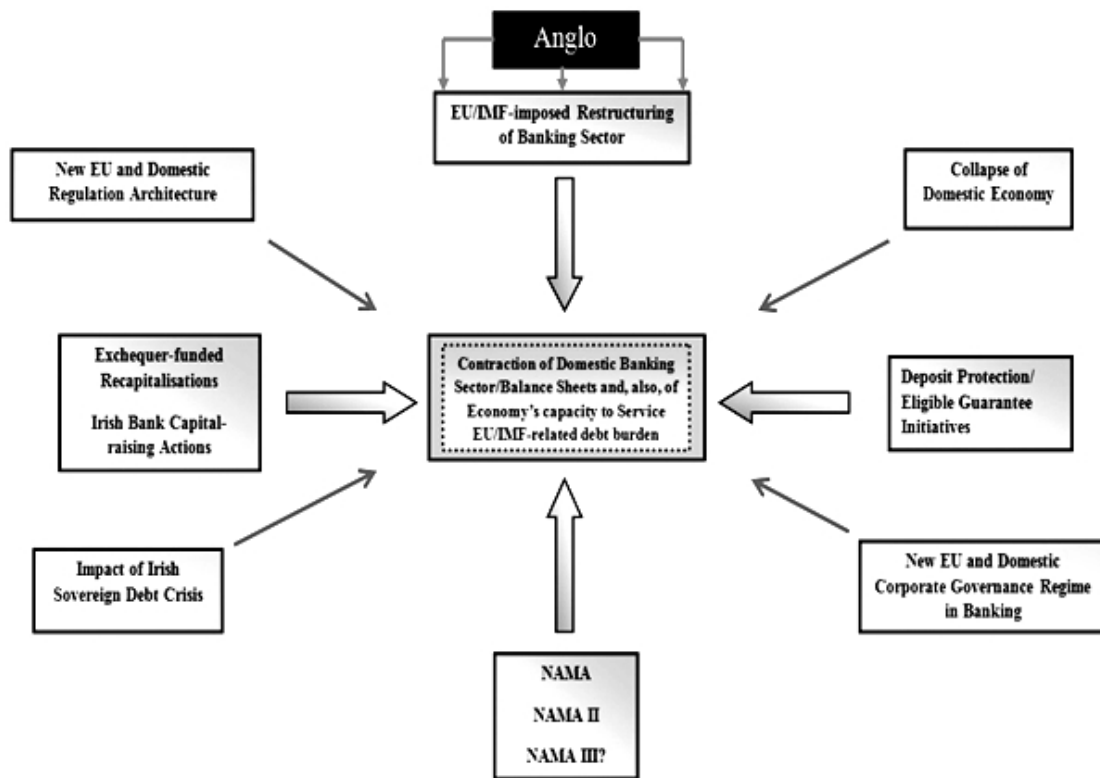 Anglo
EU/IMF-imposed Restructuring
of Banking Sector
New EU and Domestic
Regulation Architecture
Collapse of
Domestic Economy
Exchequer-funded
Recapitalisations
Irish Bank Capital-
raising Actions
Contraction of Domestic Banking
Sector/Balance Sheets and, also, of
Economy's capacity to Service
EU/IMF-related debt burden
Deposit Protection/
Eligible Guarantee
Initiatives
Impact of Irish
Sovereign Debt Crisis
New EU and Domestic
Corporate Governance Regime
in Banking
NAMA
NAMA II
NAMA III?